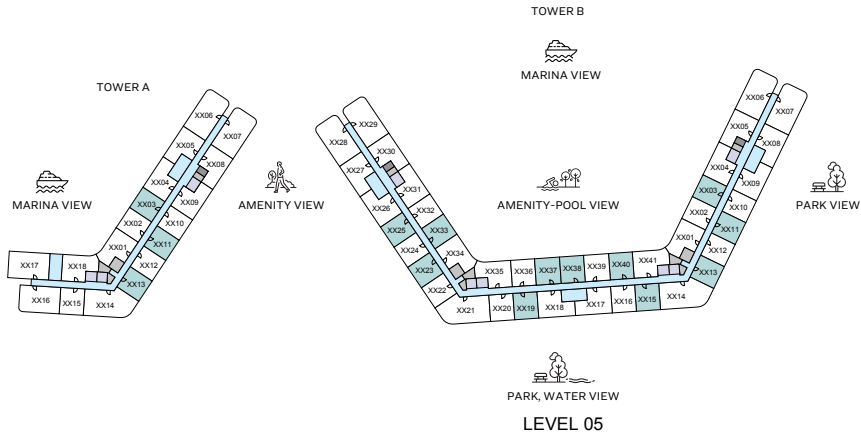 TOWER B
MARINA VIEW
TOWER A
XX06
XX07
XX05
XX08
XX04
XX09
XX03
XX10
XX02
XX11
XX01
XX12
XX18
XX13
XX17
XX16
XX15
XX14
MARINA VIEW
AMENITY VIEW
XX29
XX28
XX30
XX27
XX31
XX26
XX32
XX25
XX33
XX24
XX34
XX23
XX22
XX21
XX35
XX36
XX37
XX38
XX39
XX40
XX41
XX20
XX19
XX18
XX17
XX16
XX15
XX14
AMENITY-POOL VIEW
XX06
XX07
XX05
XX08
XX04
XX09
XX03
XX10
XX02
XX11
XX01
XX12
XX13
PARK VIEW
PARK, WATER VIEW
LEVEL 05